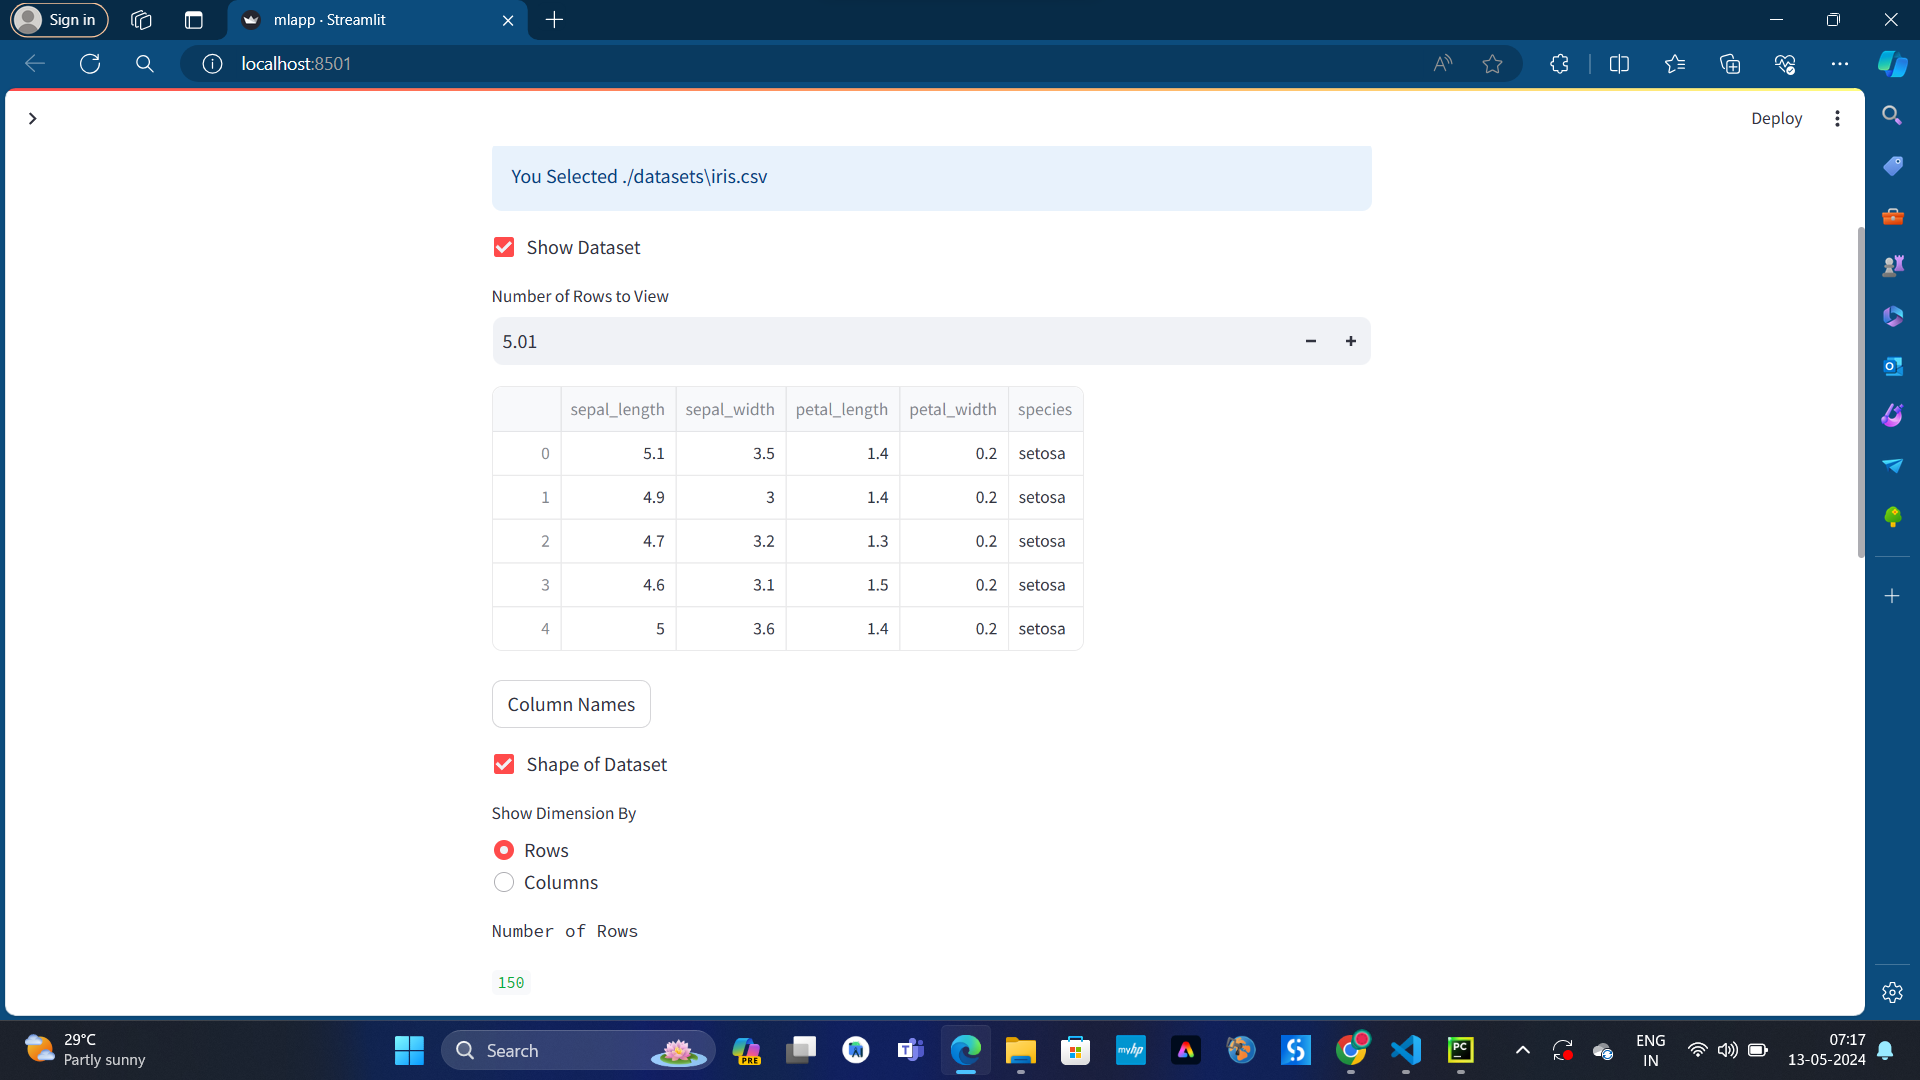 Sign in
mlapp · Streamlit
localhost:8501
Deploy
You Selected ./datasets\iris.csv
Show Dataset
Number of Rows to View
5.01
sepal_length sepal_width petal_length petal_width species
0 5.1 3.5 1.4 0.2 setosa
1 4.9 3 1.4 0.2 setosa
2 4.7 3.2 1.3 0.2 setosa
3 4.6 3.1 1.5 0.2 setosa
4 5 3.6 1.4 0.2 setosa
Column Names
Shape of Dataset
Show Dimension By
Rows
Columns
Number of Rows
150
29°C
Partly sunny
Search
PRE
myhp
PC
ENG
IN
07:17
13-05-2024